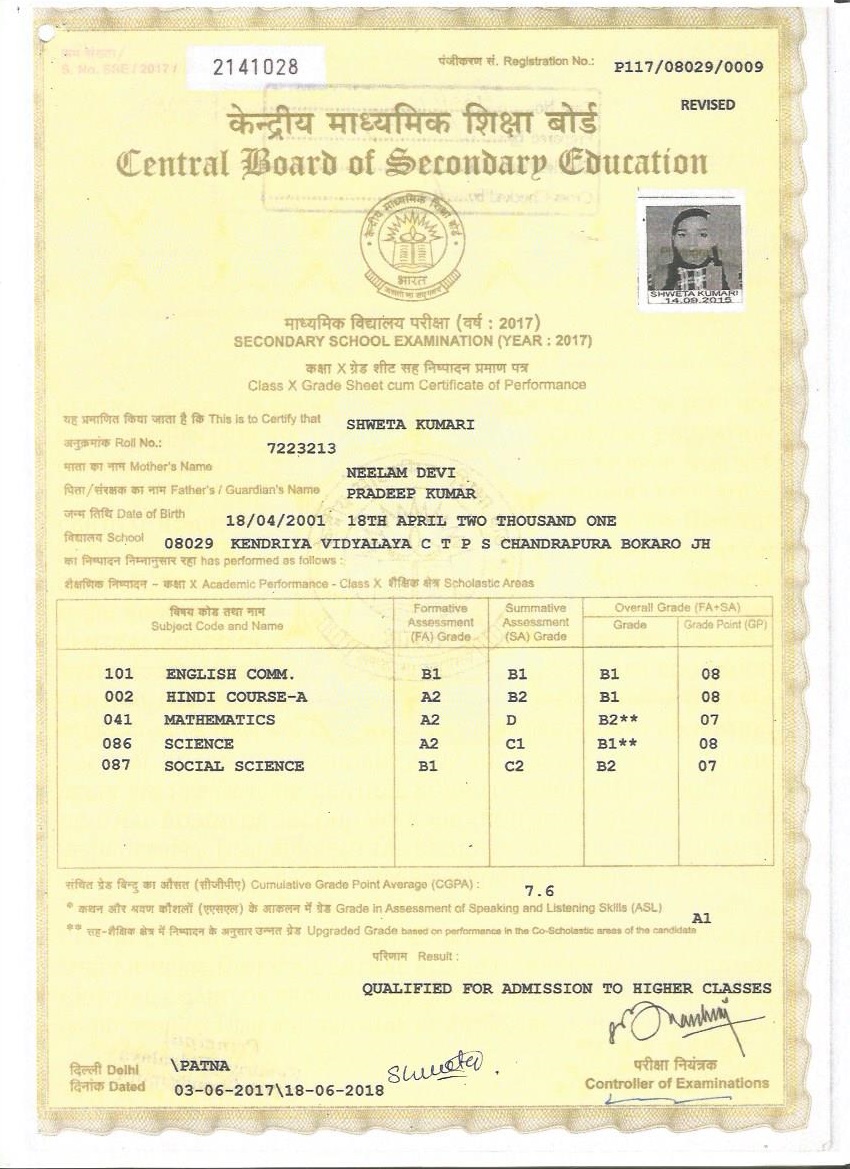 क्रम संख्या /
S. No. SSE / 2017 /
2141028
पंजीकरण सं. Registration No.: P117/08029/0009
REVISED
केन्द्रीय माध्यमिक शिक्षा बोर्ड
Central Board of Secondary Education
केन्द्रीय माध्यमिक शिक्षा बोर्ड
भारत
SHWETA KUMARI
14.09.2015
माध्यमिक विद्यालय परीक्षा (वर्ष : 2017)
SECONDARY SCHOOL EXAMINATION (YEAR : 2017)
कक्षा X ग्रेड शीट सह निष्पादन प्रमाण पत्र
Class X Grade Sheet cum Certificate of Performance
यह प्रमाणित किया जाता है कि This is to Certify that SHWETA KUMARI
अनुक्रमांक Roll No.: 7223213
माता का नाम Mother's Name NEELAM DEVI
पिता/संरक्षक का नाम Father's / Guardian's Name PRADEEP KUMAR
जन्म तिथि Date of Birth 18/04/2001 18TH APRIL TWO THOUSAND ONE
विद्यालय School 08029 KENDRIYA VIDYALAYA C T P S CHANDRAPURA BOKARO JH
का निष्पादन निम्नानुसार रहा has performed as follows :
शैक्षणिक निष्पादन – कक्षा X Academic Performance - Class X शैक्षिक क्षेत्र Scholastic Areas
विषय कोड तथा नाम
Subject Code and Name
Formative Assessment (FA) Grade
Summative Assessment (SA) Grade
Overall Grade (FA+SA)
Grade Grade Point (GP)
101 ENGLISH COMM. B1 B1 B1 08
002 HINDI COURSE-A A2 B2 B1 08
041 MATHEMATICS A2 D B2** 07
086 SCIENCE A2 C1 B1** 08
087 SOCIAL SCIENCE B1 C2 B2 07
संचित ग्रेड बिन्दु का औसत (सीजीपीए) Cumulative Grade Point Average (CGPA) : 7.6
* कथन और श्रवण कौशलों (एएसएल) के आकलन में ग्रेड Grade in Assessment of Speaking and Listening Skills (ASL) A1
** सह-शैक्षिक क्षेत्र में निष्पादन के अनुसार उन्नत ग्रेड Upgraded Grade based on performance in the Co-Scholastic areas of the candidate
परिणाम Result :
QUALIFIED FOR ADMISSION TO HIGHER CLASSES
दिल्ली Delhi \PATNA
दिनांक Dated 03-06-2017\18-06-2018
Shweta
परीक्षा नियंत्रक
Controller of Examinations